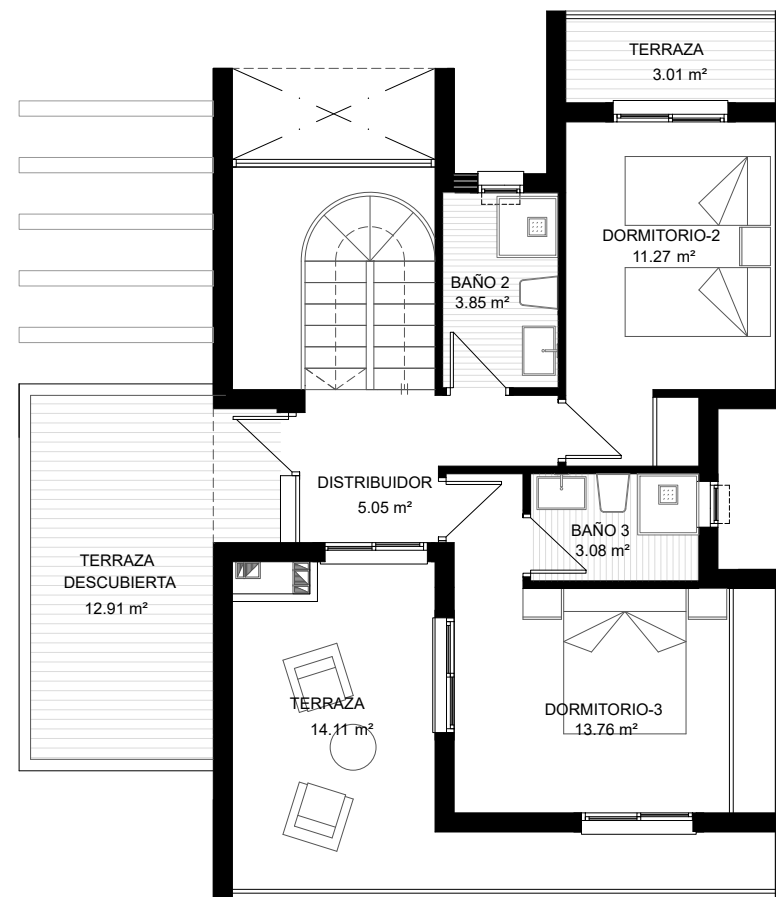 TERRAZA
3.01 m²
DORMITORIO-2
11.27 m²
BAÑO 2
3.85 m²
DISTRIBUIDOR
5.05 m²
BAÑO 3
3.08 m²
TERRAZA
DESCUBIERTA
12.91 m²
TERRAZA
14.11 m²
DORMITORIO-3
13.76 m²